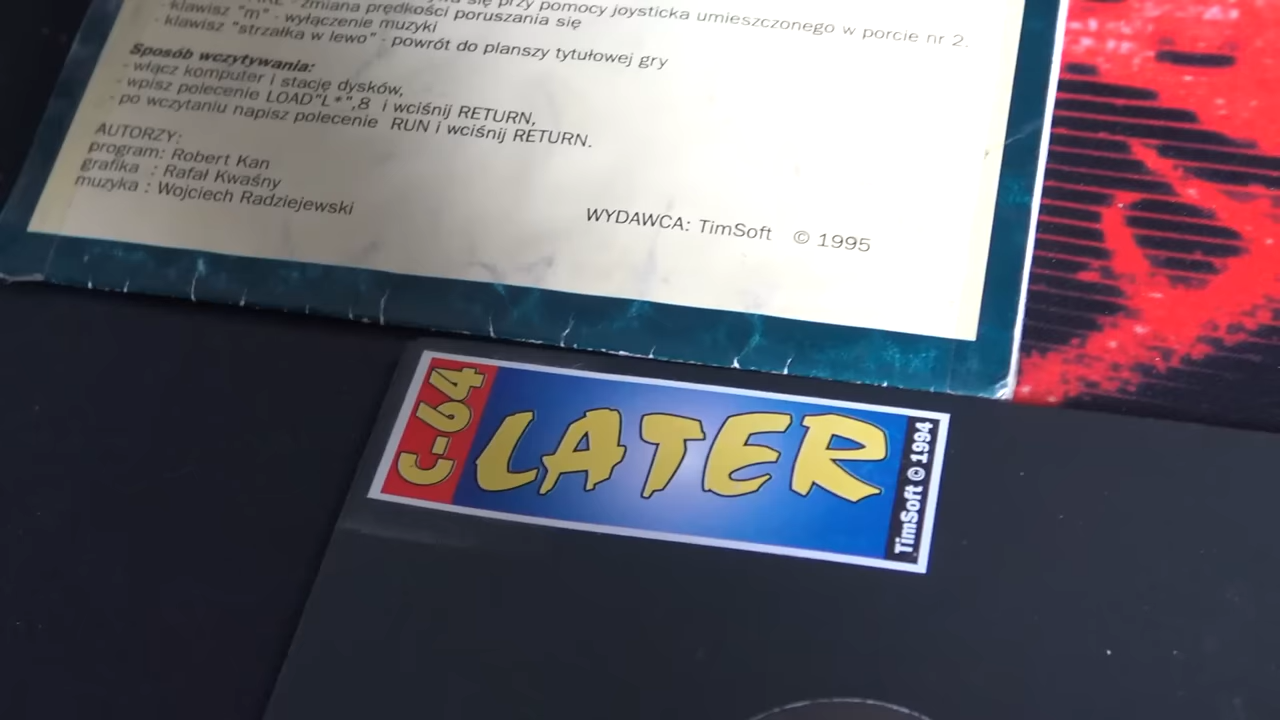 zmiana prędkości poruszania się
przy pomocy joysticka umieszczonego w porcie nr 2.
- klawisz "m" - wyłączenie muzyki
- klawisz "strzałka w lewo" - powrót do planszy tytułowej gry
Sposób wczytywania:
- włącz komputer i stację dysków,
- wpisz polecenie LOAD"L*",8 i wciśnij RETURN,
- po wczytaniu napisz polecenie RUN i wciśnij RETURN.
AUTORZY:
program: Robert Kan
grafika : Rafał Kwaśny
muzyka : Wojciech Radziejewski
WYDAWCA: TimSoft © 1995
C-64
LATER
TimSoft © 1994